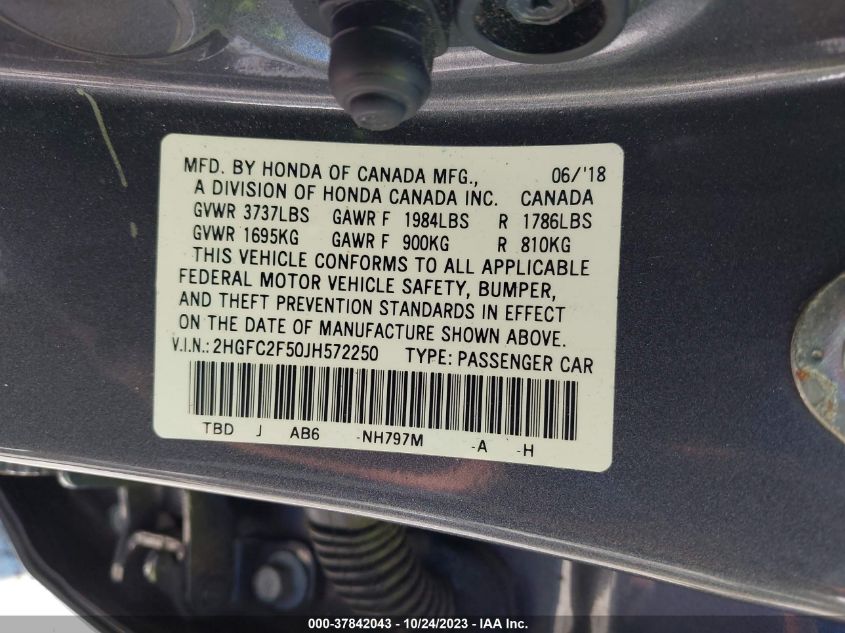 MFD. BY HONDA OF CANADA MFG., 06/'18
A DIVISION OF HONDA CANADA INC. CANADA
GVWR 3737LBS GAWR F 1984LBS R 1786LBS
GVWR 1695KG GAWR F 900KG R 810KG
THIS VEHICLE CONFORMS TO ALL APPLICABLE
FEDERAL MOTOR VEHICLE SAFETY, BUMPER,
AND THEFT PREVENTION STANDARDS IN EFFECT
ON THE DATE OF MANUFACTURE SHOWN ABOVE.
V.I.N.: 2HGFC2F50JH572250 TYPE: PASSENGER CAR
TBD J AB6 -NH797M -A -H
000-37842043 / 10/24/2023 - IAA Inc.